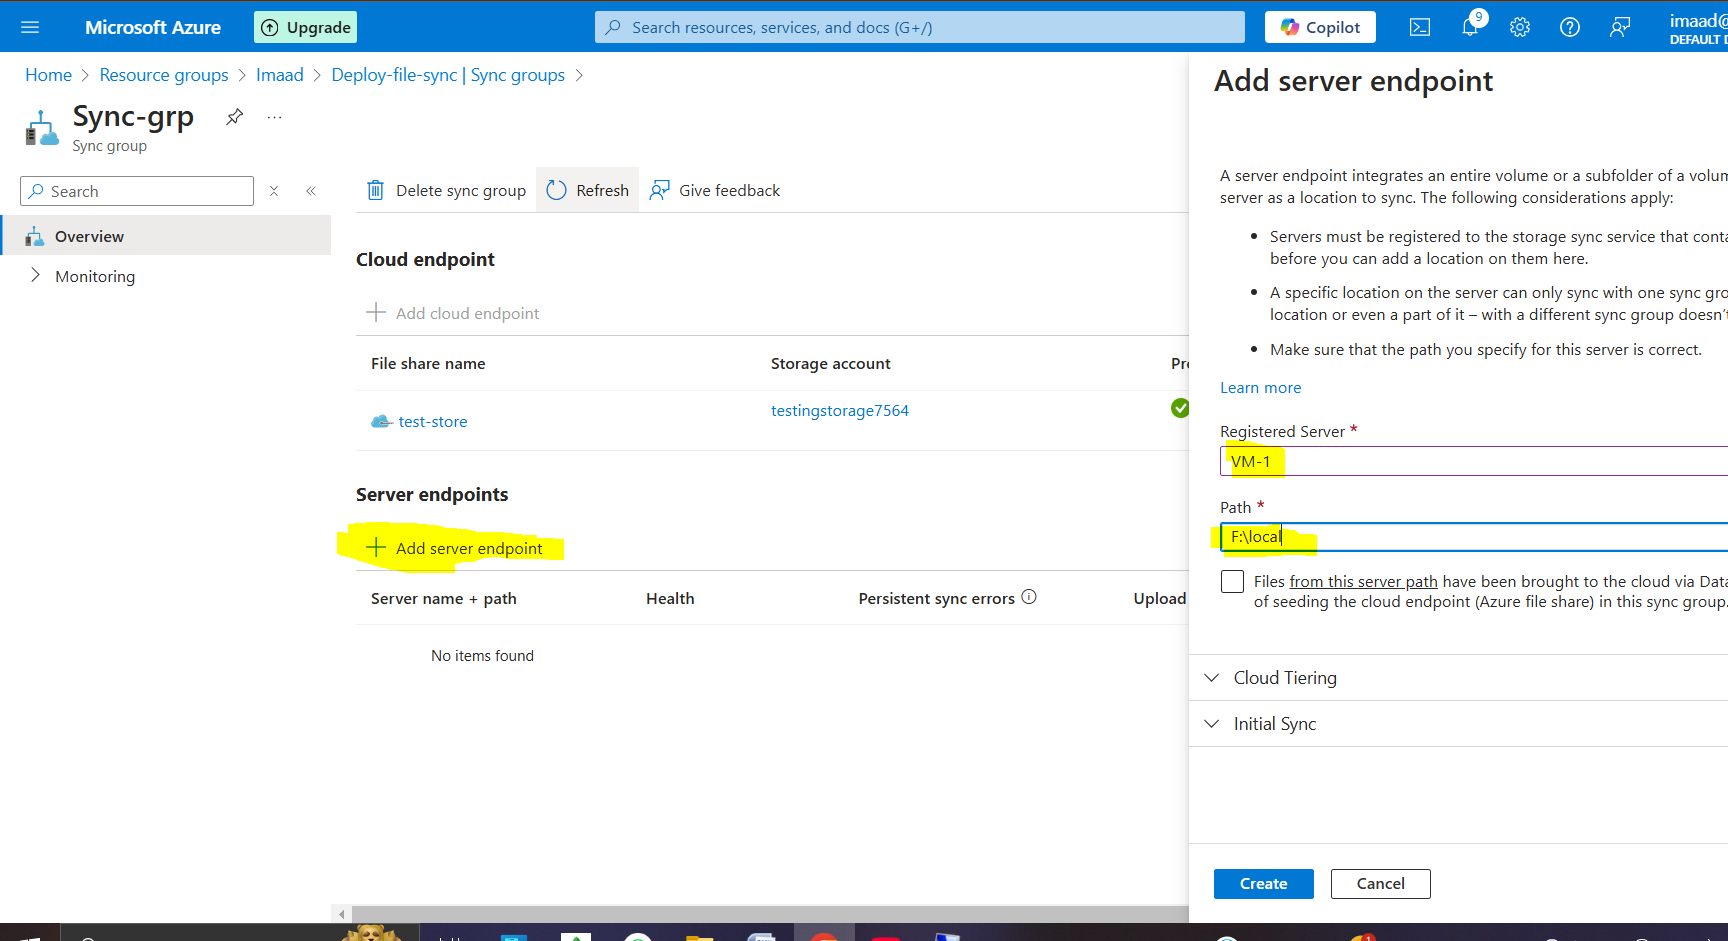 Microsoft Azure
Upgrade
Search resources, services, and docs (G+/)
Copilot
9
imaad@
DEFAULT D
Home > Resource groups > Imaad > Deploy-file-sync | Sync groups >
Sync-grp
Sync group
Search
Overview
Monitoring
Delete sync group
Refresh
Give feedback
Cloud endpoint
Add cloud endpoint
File share name
Storage account
Pr
test-store
testingstorage7564
Server endpoints
Add server endpoint
Server name + path
Health
Persistent sync errors
Upload
No items found
Add server endpoint
A server endpoint integrates an entire volume or a subfolder of a volum
server as a location to sync. The following considerations apply:
• Servers must be registered to the storage sync service that conta
before you can add a location on them here.
• A specific location on the server can only sync with one sync gro
location or even a part of it – with a different sync group doesn't
• Make sure that the path you specify for this server is correct.
Learn more
Registered Server *
VM-1
Path *
F:\local
Files from this server path have been brought to the cloud via Data
of seeding the cloud endpoint (Azure file share) in this sync group.
Cloud Tiering
Initial Sync
Create
Cancel
1